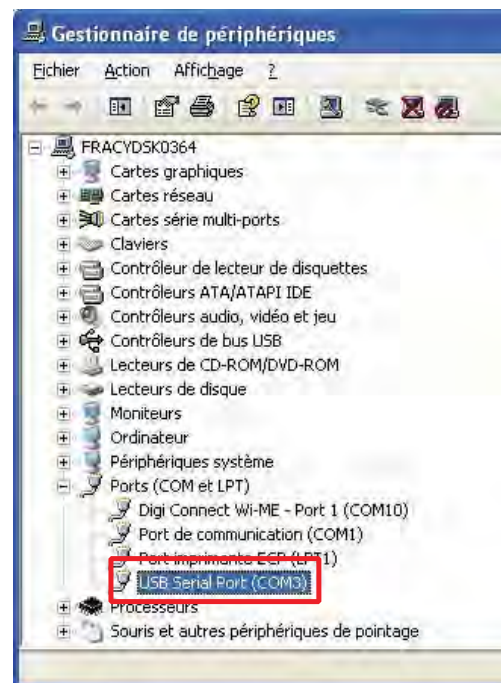 Gestionnaire de périphériques
Fichier Action Affichage ?
FRACYDSK0364
Cartes graphiques
Cartes réseau
Cartes série multi-ports
Claviers
Contrôleur de lecteur de disquettes
Contrôleurs ATA/ATAPI IDE
Contrôleurs audio, vidéo et jeu
Contrôleurs de bus USB
Lecteurs de CD-ROM/DVD-ROM
Lecteurs de disque
Moniteurs
Ordinateur
Périphériques système
Ports (COM et LPT)
Digi Connect Wi-ME - Port 1 (COM10)
Port de communication (COM1)
Port imprimante ECP (LPT1)
USB Serial Port (COM3)
Processeurs
Souris et autres périphériques de pointage